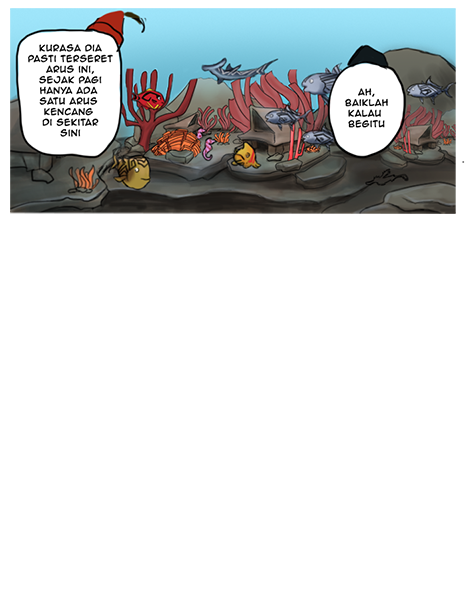 KURASA DIA
PASTI TERSERET
ARUS INI,
SEJAK PAGI
HANYA ADA
SATU ARUS
KENCANG
DI SEKITAR
SINI
AH,
BAIKLAH
KALAU
BEGITU